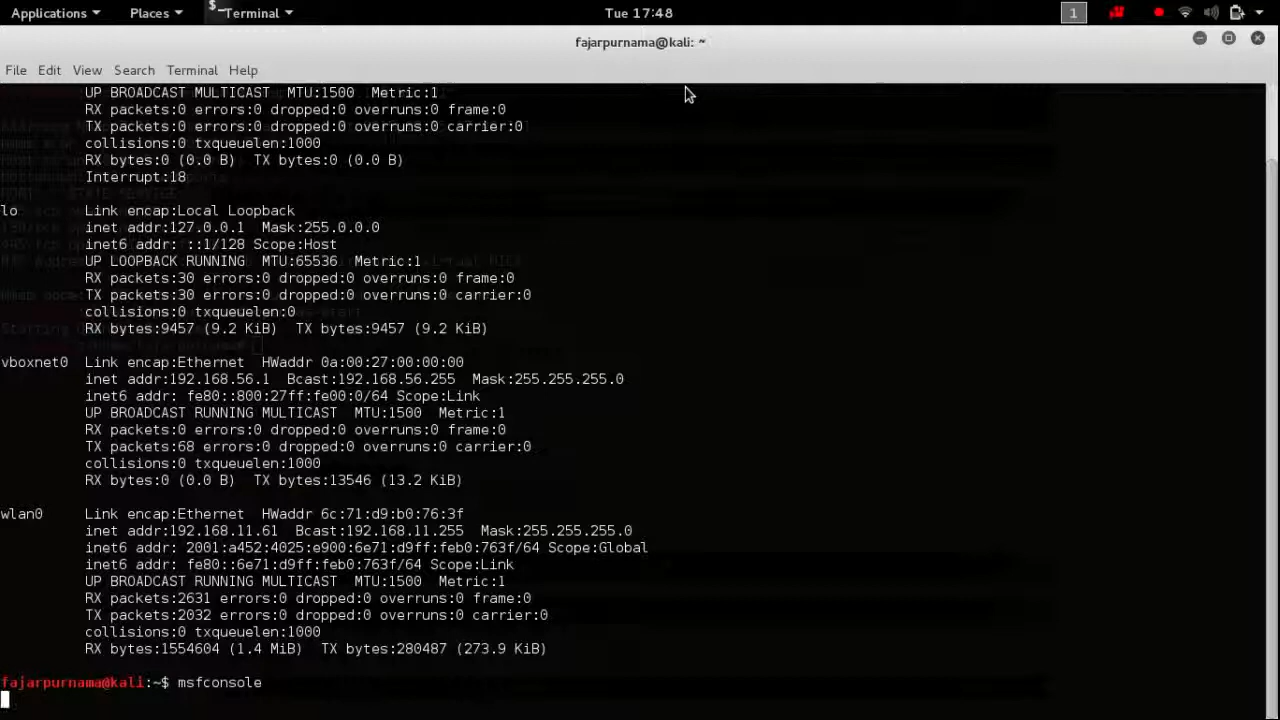 Applications Places Terminal Tue 17:48 1
fajarpurnama@kali: ~
File Edit View Search Terminal Help
UP BROADCAST MULTICAST MTU:1500 Metric:1
RX packets:0 errors:0 dropped:0 overruns:0 frame:0
TX packets:0 errors:0 dropped:0 overruns:0 carrier:0
collisions:0 txqueuelen:1000
RX bytes:0 (0.0 B) TX bytes:0 (0.0 B)
Interrupt:18
lo Link encap:Local Loopback
inet addr:127.0.0.1 Mask:255.0.0.0
inet6 addr: ::1/128 Scope:Host
UP LOOPBACK RUNNING MTU:65536 Metric:1
RX packets:30 errors:0 dropped:0 overruns:0 frame:0
TX packets:30 errors:0 dropped:0 overruns:0 carrier:0
collisions:0 txqueuelen:0
RX bytes:9457 (9.2 KiB) TX bytes:9457 (9.2 KiB)
vboxnet0 Link encap:Ethernet HWaddr 0a:00:27:00:00:00
inet addr:192.168.56.1 Bcast:192.168.56.255 Mask:255.255.255.0
inet6 addr: fe80::800:27ff:fe00:0/64 Scope:Link
UP BROADCAST RUNNING MULTICAST MTU:1500 Metric:1
RX packets:0 errors:0 dropped:0 overruns:0 frame:0
TX packets:68 errors:0 dropped:0 overruns:0 carrier:0
collisions:0 txqueuelen:1000
RX bytes:0 (0.0 B) TX bytes:13546 (13.2 KiB)
wlan0 Link encap:Ethernet HWaddr 6c:71:d9:b0:76:3f
inet addr:192.168.11.61 Bcast:192.168.11.255 Mask:255.255.255.0
inet6 addr: 2001:a452:4025:e900:6e71:d9ff:feb0:763f/64 Scope:Global
inet6 addr: fe80::6e71:d9ff:feb0:763f/64 Scope:Link
UP BROADCAST RUNNING MULTICAST MTU:1500 Metric:1
RX packets:2631 errors:0 dropped:0 overruns:0 frame:0
TX packets:2032 errors:0 dropped:0 overruns:0 carrier:0
collisions:0 txqueuelen:1000
RX bytes:1554604 (1.4 MiB) TX bytes:280487 (273.9 KiB)
fajarpurnama@kali:~$ msfconsole